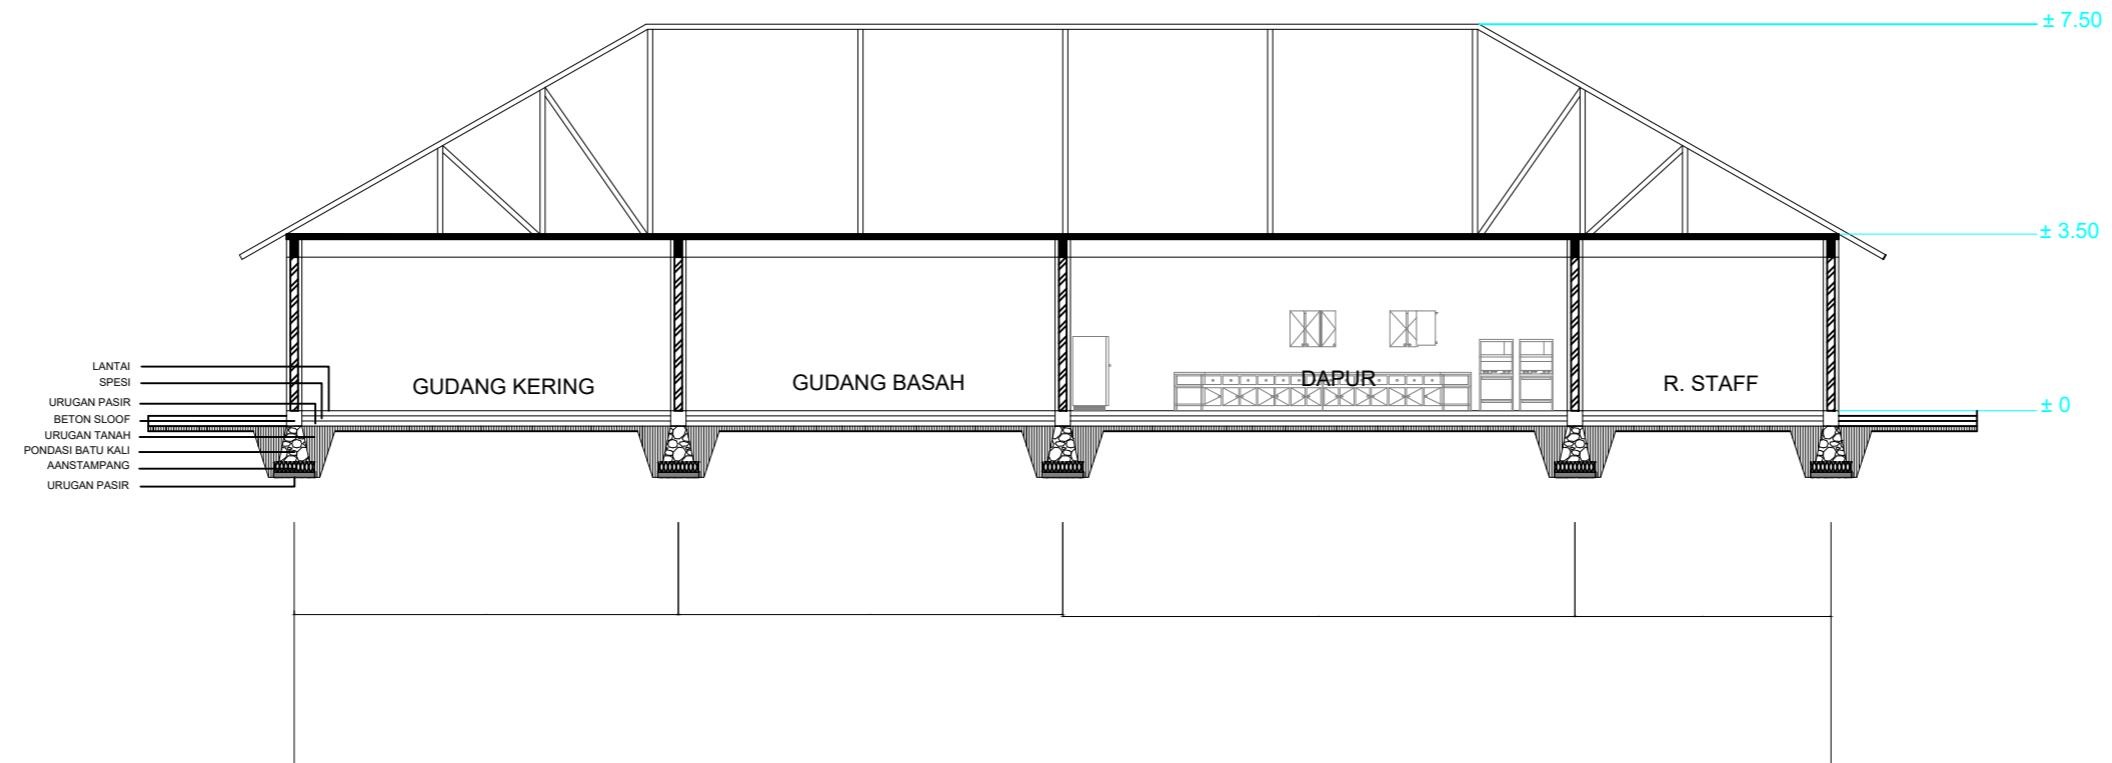 ± 7.50
± 3.50
LANTAI
SPESI
URUGAN PASIR
BETON SLOOF
URUGAN TANAH
PONDASI BATU KALI
AANSTAMPANG
URUGAN PASIR
GUDANG KERING
GUDANG BASAH
DAPUR
R. STAFF
± 0